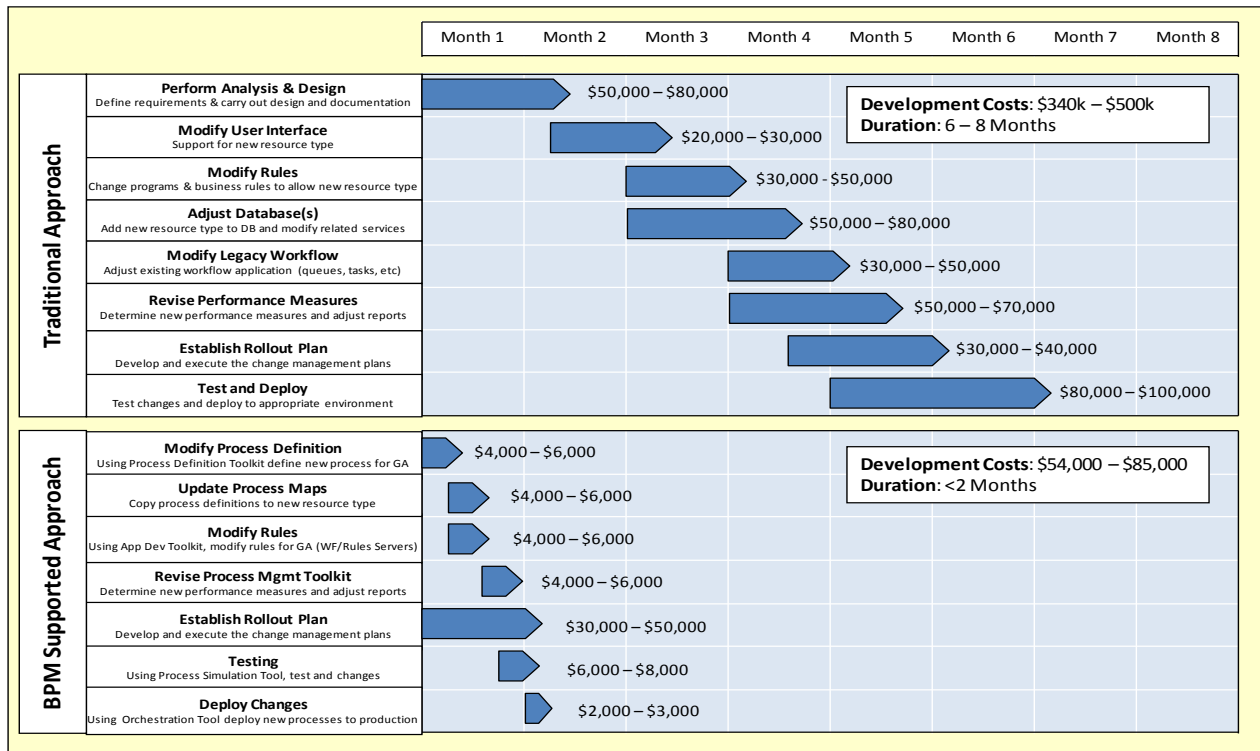 Month 1 Month 2 Month 3 Month 4 Month 5 Month 6 Month 7 Month 8
Traditional Approach
Perform Analysis & Design
Define requirements & carry out design and documentation
$50,000 – $80,000
Development Costs: $340k – $500k
Duration: 6 – 8 Months
Modify User Interface
Support for new resource type
$20,000 – $30,000
Modify Rules
Change programs & business rules to allow new resource type
$30,000 - $50,000
Adjust Database(s)
Add new resource type to DB and modify related services
$50,000 – $80,000
Modify Legacy Workflow
Adjust existing workflow application (queues, tasks, etc)
$30,000 – $50,000
Revise Performance Measures
Determine new performance measures and adjust reports
$50,000 – $70,000
Establish Rollout Plan
Develop and execute the change management plans
$30,000 – $40,000
Test and Deploy
Test changes and deploy to appropriate environment
$80,000 – $100,000
BPM Supported Approach
Modify Process Definition
Using Process Definition Toolkit define new process for GA
$4,000 – $6,000
Development Costs: $54,000 – $85,000
Duration: <2 Months
Update Process Maps
Copy process definitions to new resource type
$4,000 – $6,000
Modify Rules
Using App Dev Toolkit, modify rules for GA (WF/Rules Servers)
$4,000 – $6,000
Revise Process Mgmt Toolkit
Determine new performance measures and adjust reports
$4,000 – $6,000
Establish Rollout Plan
Develop and execute the change management plans
$30,000 – $50,000
Testing
Using Process Simulation Tool, test and changes
$6,000 – $8,000
Deploy Changes
Using Orchestration Tool deploy new processes to production
$2,000 – $3,000